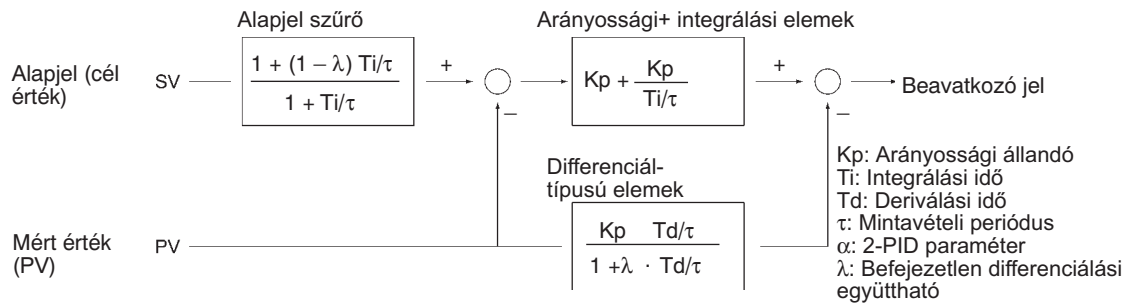 Alapjel szűrő
Arányossági+ integrálási elemek
Alapjel (cél
érték)
SV
1 + (1 – λ) Ti/τ
1 + Ti/τ
+
–
Kp + Kp
Ti/τ
+
–
Beavatkozó jel
Differenciál-
típusú elemek
Mért érték
(PV)
PV
Kp Td/τ
1 +λ · Td/τ
Kp: Arányossági állandó
Ti: Integrálási idő
Td: Deriválási idő
τ: Mintavételi periódus
α: 2-PID paraméter
λ: Befejezetlen differenciálási
együttható